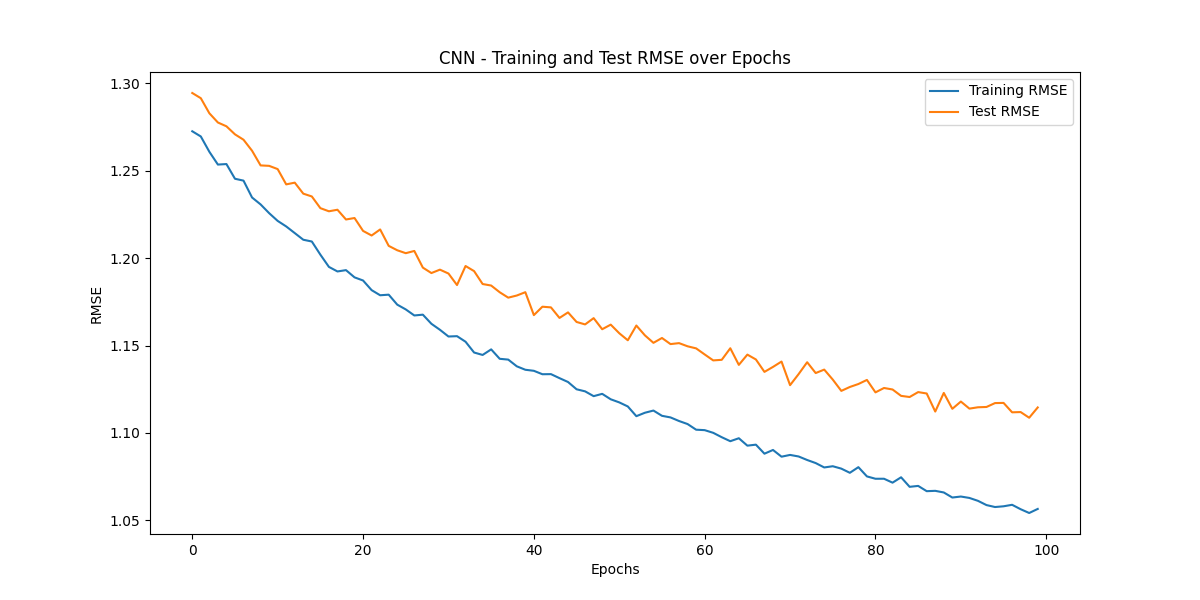 CNN - Training and Test RMSE over Epochs
1.30
1.25
1.20
1.15
1.10
1.05
RMSE
Training RMSE
Test RMSE
0
20
40
60
80
100
Epochs